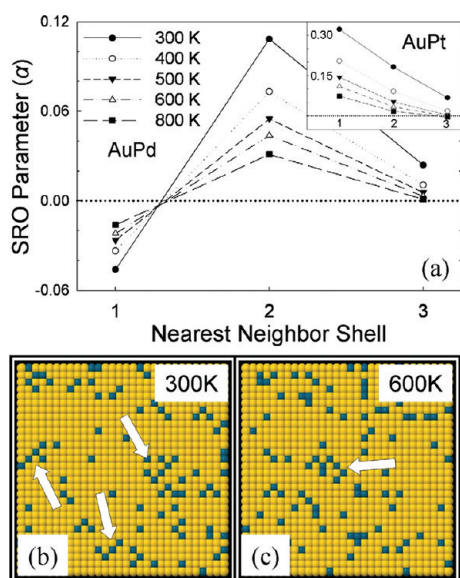 0.12
0.06
0.00
-0.06
SRO Parameter (α)
300 K
400 K
500 K
600 K
800 K
AuPd
AuPt
0.30
0.15
1 2 3
(a)
1 2 3
Nearest Neighbor Shell
300K
(b)
600K
(c)